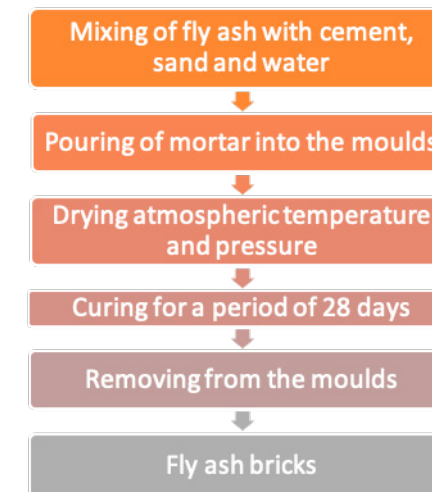 Mixing of fly ash with cement,
sand and water
Pouring of mortar into the moulds
Drying atmospheric temperature
and pressure
Curing for a period of 28 days
Removing from the moulds
Fly ash bricks